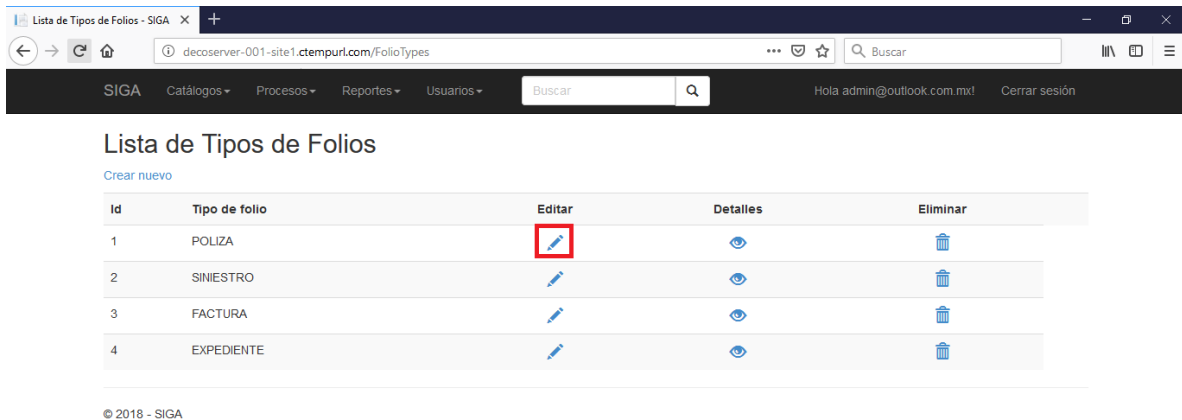 Lista de Tipos de Folios - SIGA
decoserver-001-site1.ctempurl.com/FolioTypes Buscar
SIGA Catálogos Procesos Reportes Usuarios Buscar Hola admin@outlook.com.mx! Cerrar sesión
Lista de Tipos de Folios
Crear nuevo
Id Tipo de folio Editar Detalles Eliminar
1 POLIZA
2 SINIESTRO
3 FACTURA
4 EXPEDIENTE
© 2018 - SIGA